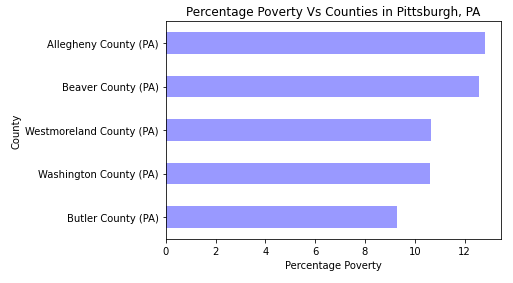 Percentage Poverty Vs Counties in Pittsburgh, PA
Allegheny County (PA)
Beaver County (PA)
Westmoreland County (PA)
Washington County (PA)
Butler County (PA)
County
0 2 4 6 8 10 12
Percentage Poverty